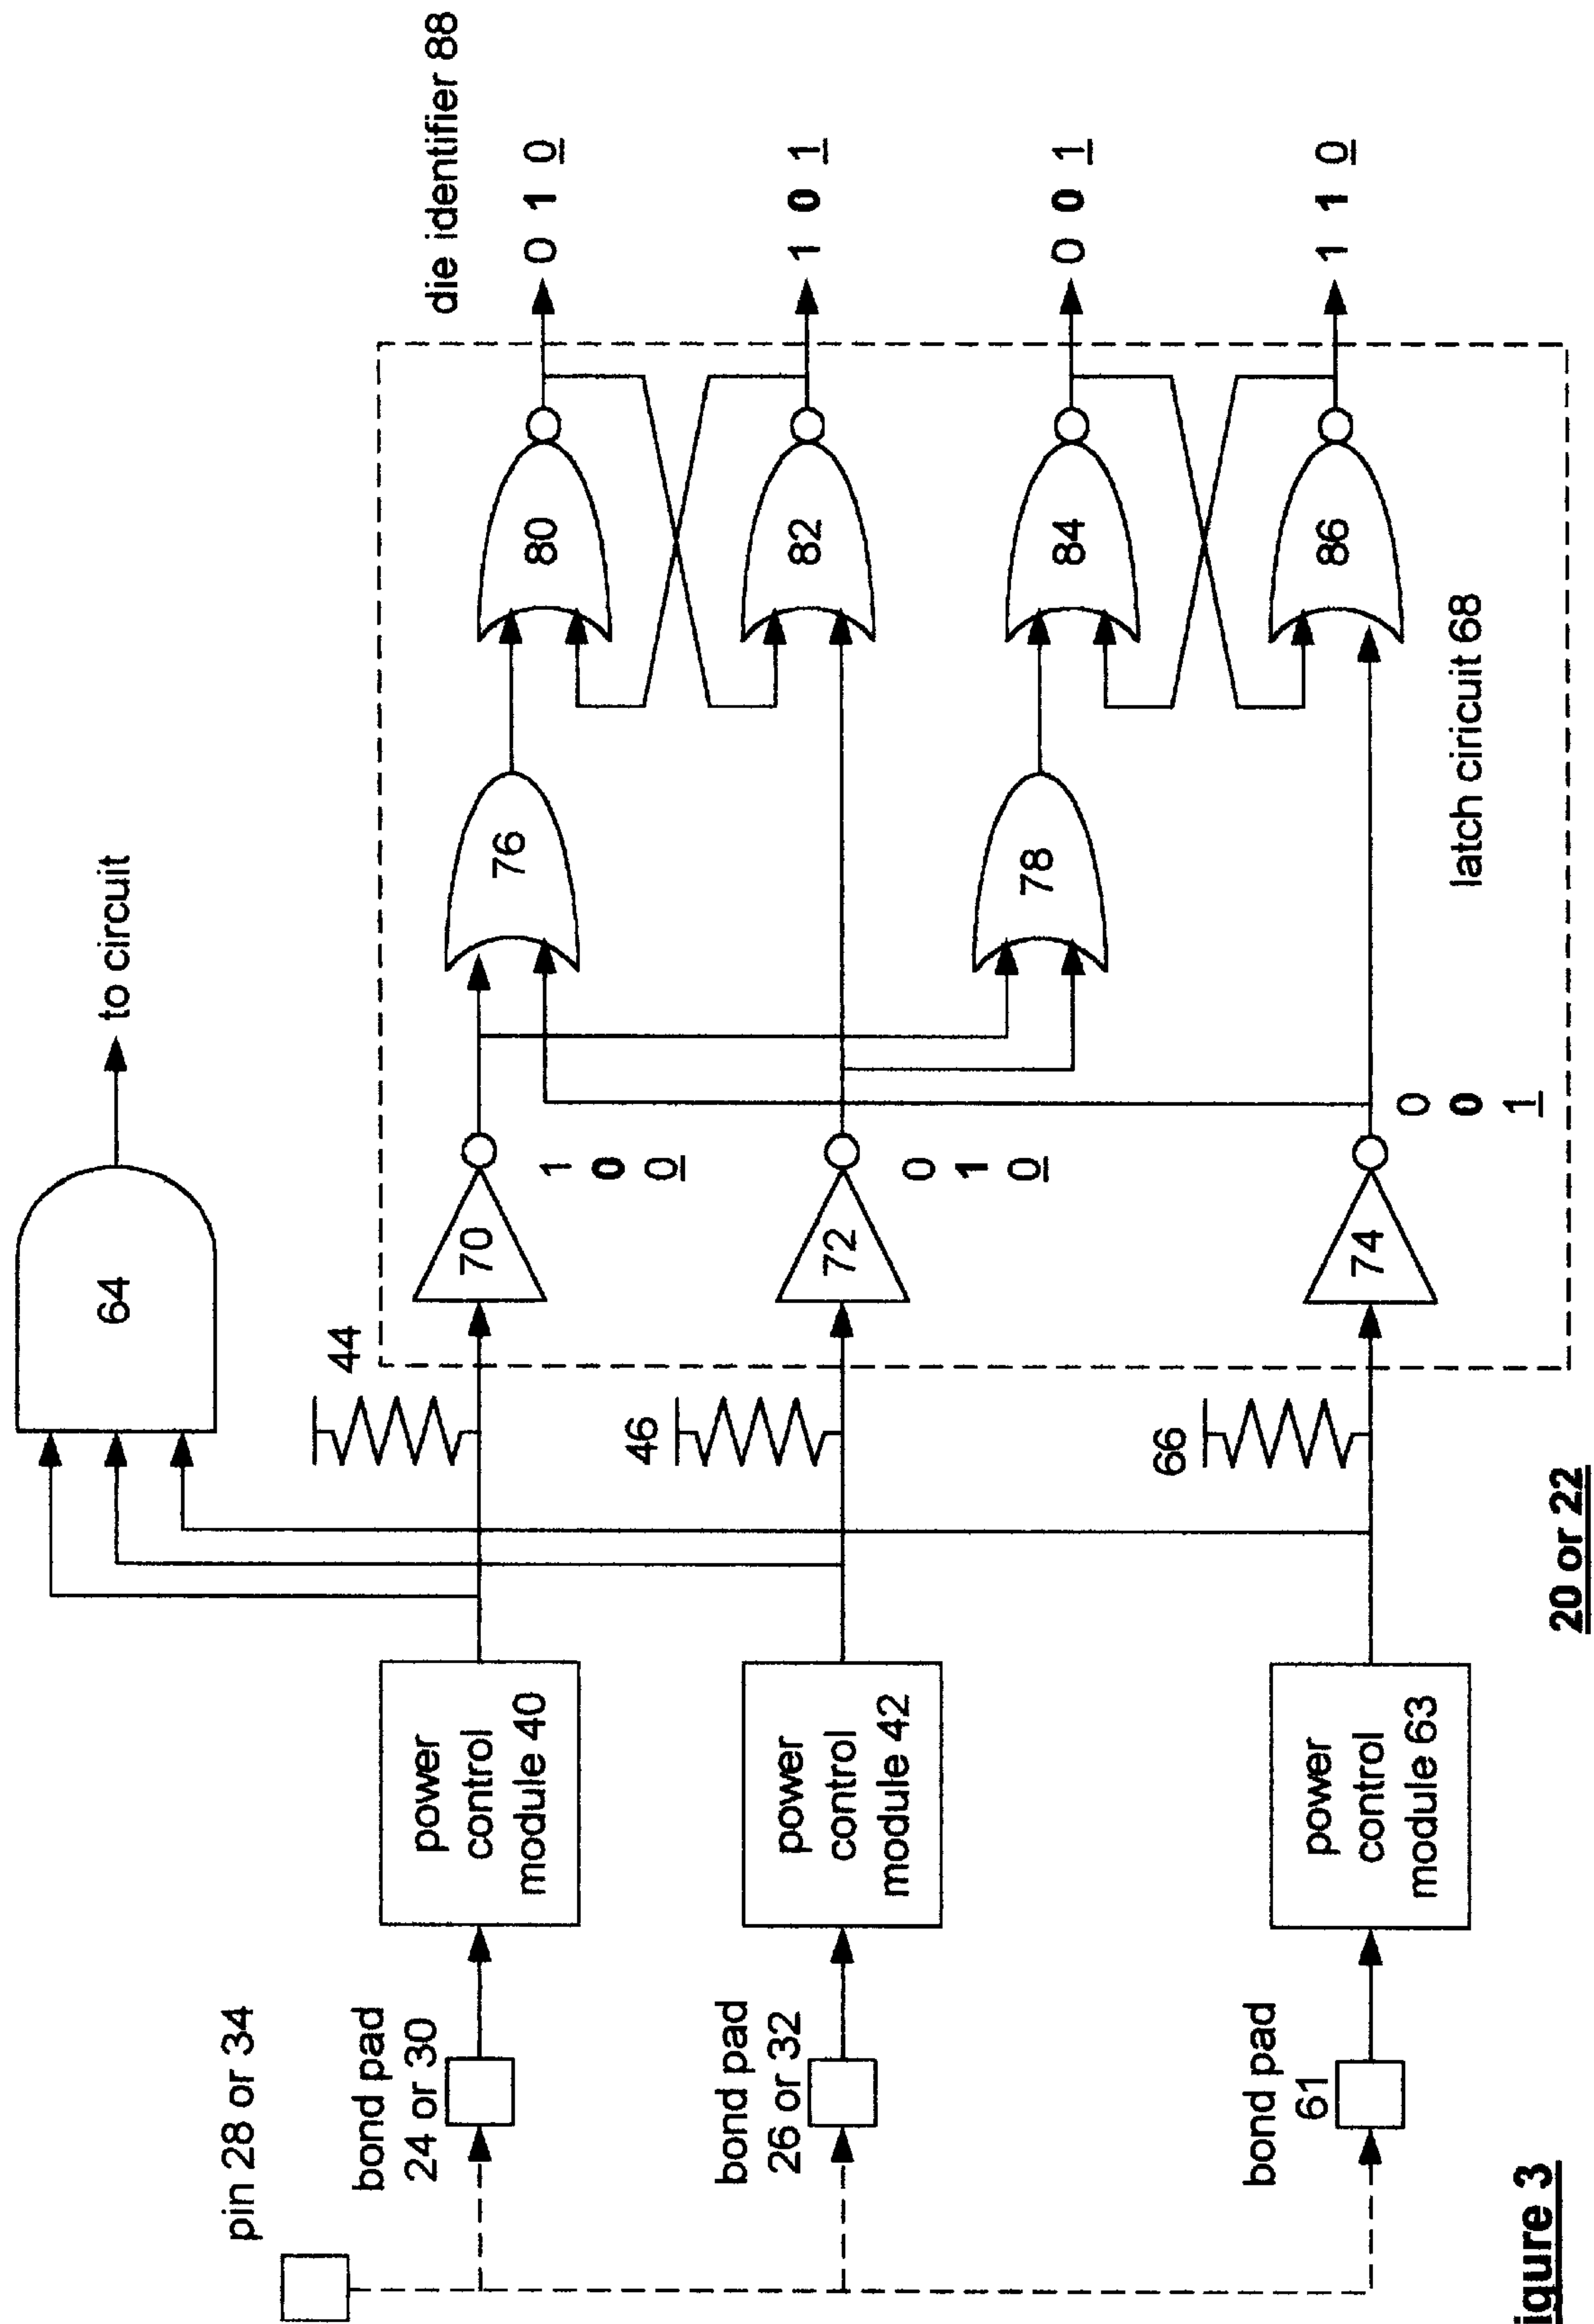 pin 28 or 34
bond pad
24 or 30
bond pad
26 or 32
bond pad
61
power
control
module 40
power
control
module 42
power
control
module 63
64
to circuit
44
46
66
70
72
74
1
0
0
0
1
0
0
0
1
76
78
80
82
84
86
latch ciricuit 68
die identifier 88
0 1 0
1 0 1
0 0 1
1 1 0
20 or 22
igure 3